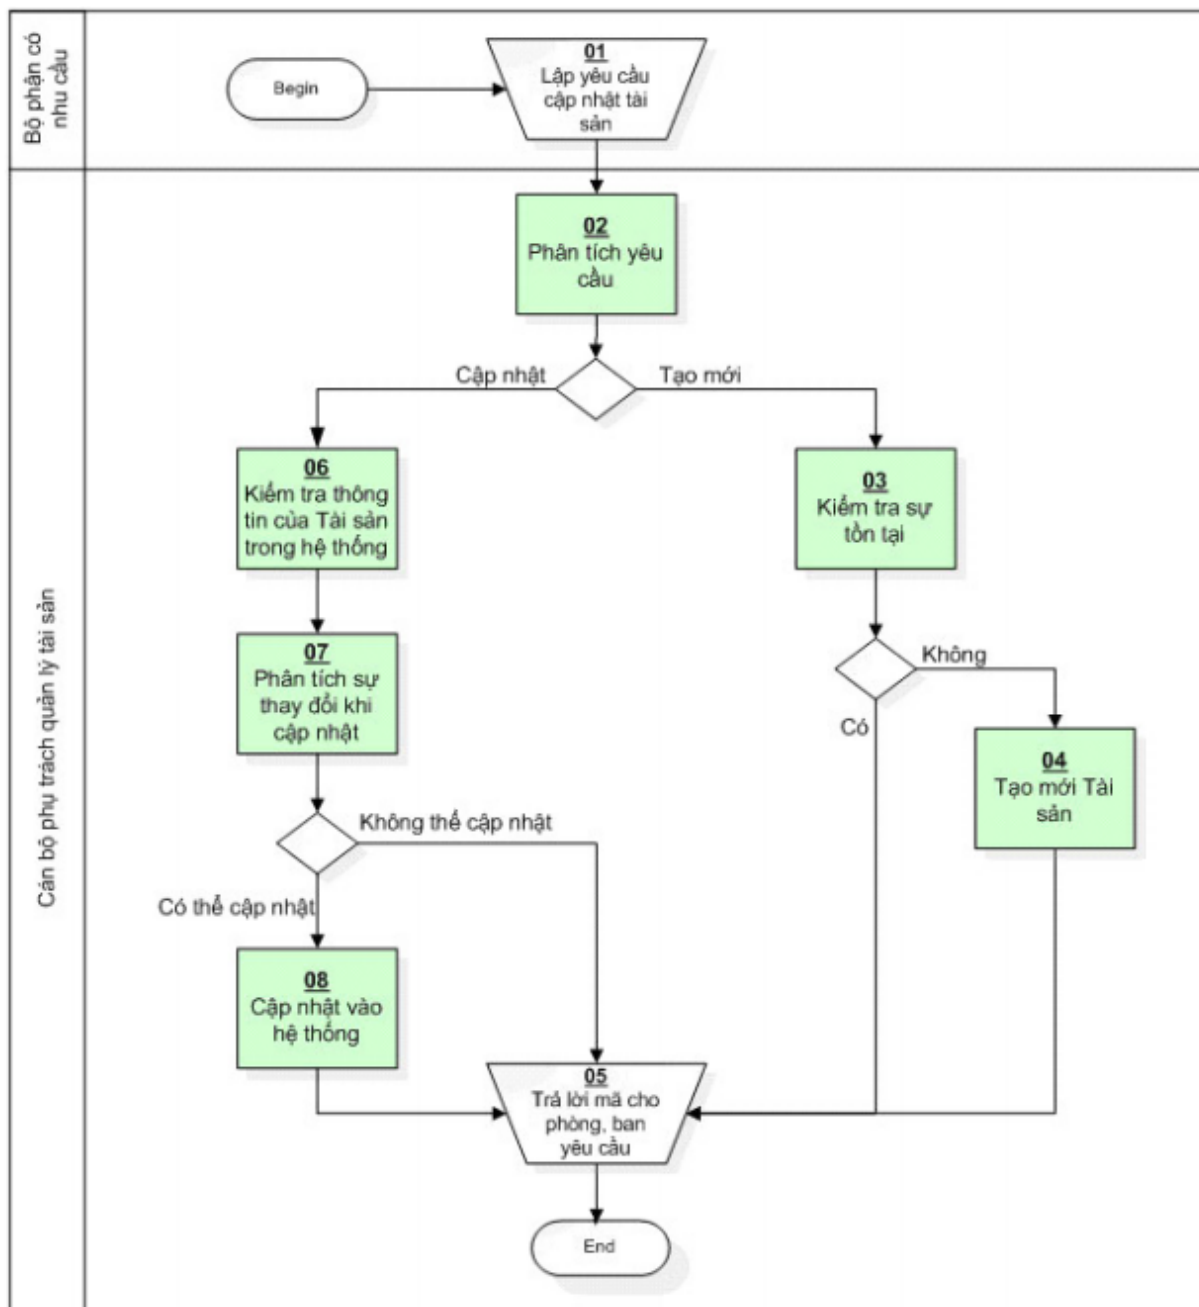 Bộ phận có
nhu cầu
Begin
01
Lập yêu cầu
cập nhật tài
sản
Cán bộ phụ trách quản lý tài sản
02
Phân tích yêu
cầu
Cập nhật
Tạo mới
06
Kiểm tra thông
tin của Tài sản
trong hệ thống
03
Kiểm tra sự
tồn tại
07
Phân tích sự
thay đổi khi
cập nhật
Không
Có
04
Tạo mới Tài
sản
Không thể cập nhật
Có thể cập nhật
08
Cập nhật vào
hệ thống
05
Trả lời mã cho
phòng, ban
yêu cầu
End